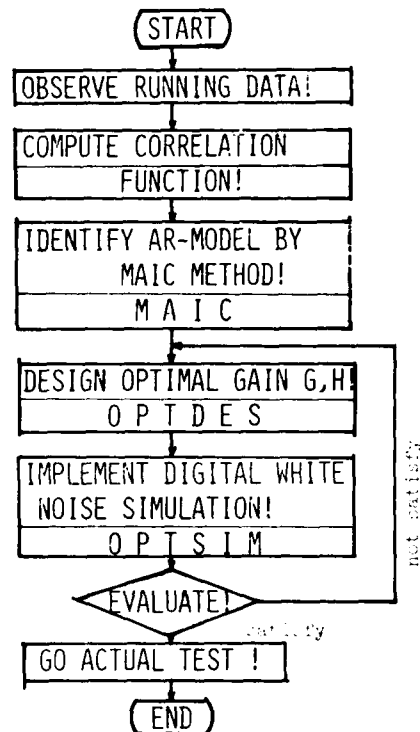 START
OBSERVE RUNNING DATA!
COMPUTE CORRELATION
FUNCTION!
IDENTIFY AR-MODEL BY
MAIC METHOD!
M A I C
DESIGN OPTIMAL GAIN G,H!
O P T D E S
IMPLEMENT DIGITAL WHITE
NOISE SIMULATION!
O P T S I M
EVALUATE!
not satisfy
satisfy
GO ACTUAL TEST !
END